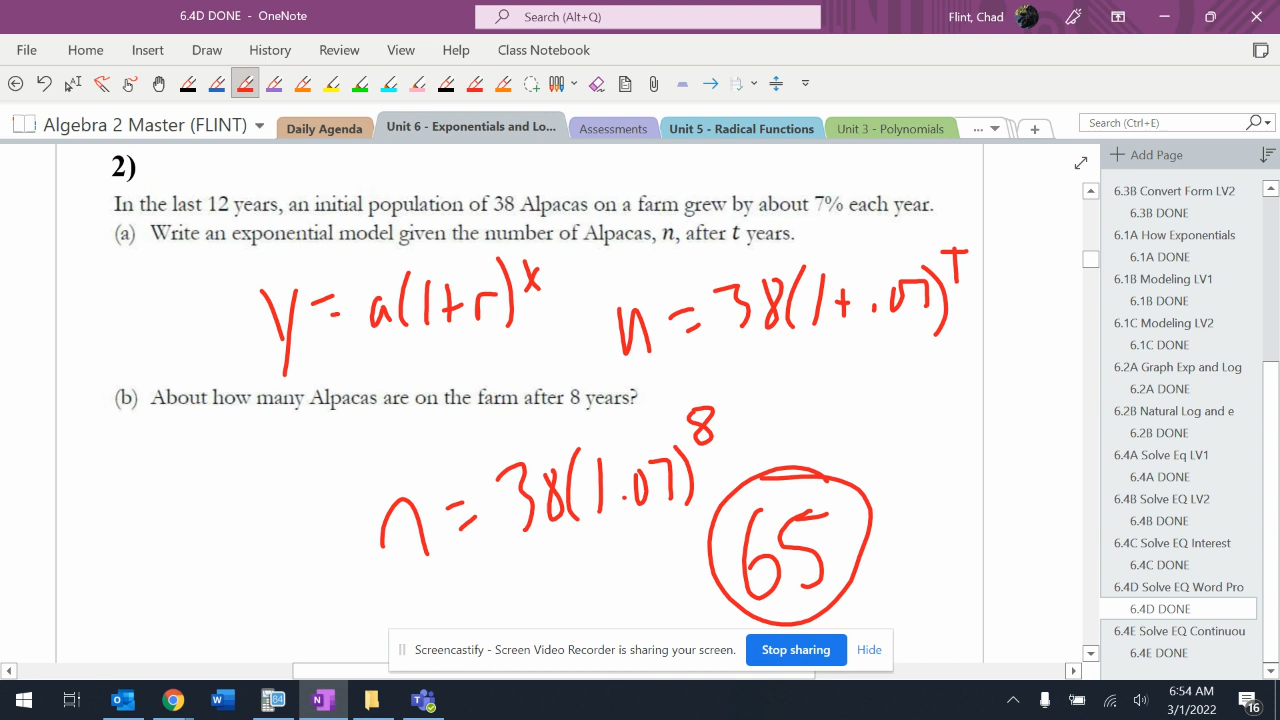 6.4D DONE - OneNote
Search (Alt+Q)
Flint, Chad
File Home Insert Draw History Review View Help Class Notebook
Algebra 2 Master (FLINT)
Daily Agenda
Unit 6 - Exponentials and Lo...
Assessments
Unit 5 - Radical Functions
Unit 3 - Polynomials
...
Search (Ctrl+E)
2)
In the last 12 years, an initial population of 38 Alpacas on a farm grew by about 7% each year.
(a) Write an exponential model given the number of Alpacas, n, after t years.
y = a(1+r)^x
n = 38(1+.07)^T
(b) About how many Alpacas are on the farm after 8 years?
n = 38(1.07)^8
65
Add Page
6.3B Convert Form LV2
6.3B DONE
6.1A How Exponentials
6.1A DONE
6.1B Modeling LV1
6.1B DONE
6.1C Modeling LV2
6.1C DONE
6.2A Graph Exp and Log
6.2A DONE
6.2B Natural Log and e
6.2B DONE
6.4A Solve Eq LV1
6.4A DONE
6.4B Solve EQ LV2
6.4B DONE
6.4C Solve EQ Interest
6.4C DONE
6.4D Solve EQ Word Pro
6.4D DONE
6.4E Solve EQ Continuou
6.4E DONE
Screencastify - Screen Video Recorder is sharing your screen.
Stop sharing
Hide
84
6:54 AM
3/1/2022
16